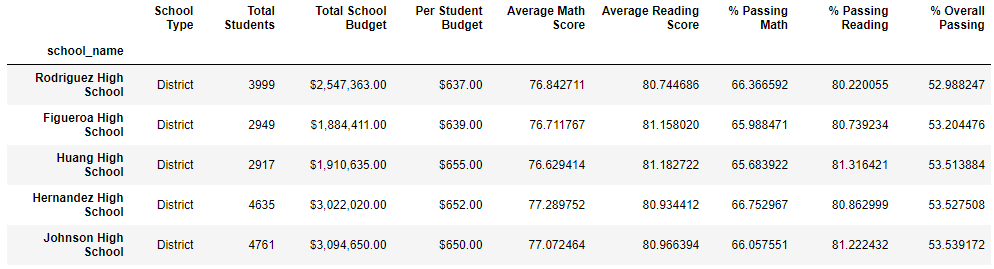 School Type Total Students Total School Budget Per Student Budget Average Math Score Average Reading Score % Passing Math % Passing Reading % Overall Passing
school_name
Rodriguez High School District 3999 $2,547,363.00 $637.00 76.842711 80.744686 66.366592 80.220055 52.988247
Figueroa High School District 2949 $1,884,411.00 $639.00 76.711767 81.158020 65.988471 80.739234 53.204476
Huang High School District 2917 $1,910,635.00 $655.00 76.629414 81.182722 65.683922 81.316421 53.513884
Hernandez High School District 4635 $3,022,020.00 $652.00 77.289752 80.934412 66.752967 80.862999 53.527508
Johnson High School District 4761 $3,094,650.00 $650.00 77.072464 80.966394 66.057551 81.222432 53.539172